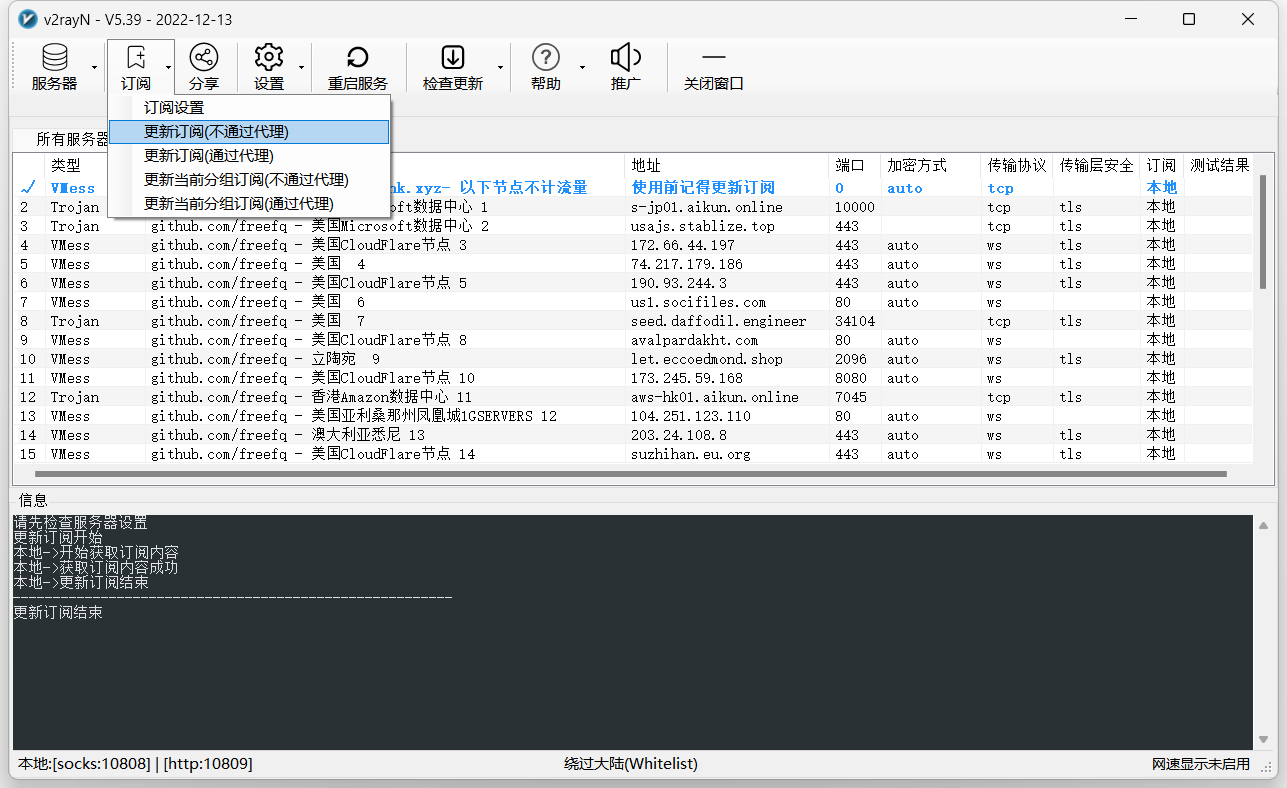 v2rayN - V5.39 - 2022-12-13
服务器 订阅 分享 设置 重启服务 检查更新 帮助 推广 关闭窗口
订阅设置
更新订阅(不通过代理)
更新订阅(通过代理)
更新当前分组订阅(不通过代理)
更新当前分组订阅(通过代理)
所有服务器
类型 地址 端口 加密方式 传输协议 传输层安全 订阅 测试结果
VMess nk.xyz- 以下节点不计流量 使用前记得更新订阅 0 auto tcp 本地
2 Trojan oft数据中心 1 s-jp01.aikun.online 10000 tcp tls 本地
3 Trojan github.com/freefq - 美国Microsoft数据中心 2 usajs.stablize.top 443 tcp tls 本地
4 VMess github.com/freefq - 美国CloudFlare节点 3 172.66.44.197 443 auto ws tls 本地
5 VMess github.com/freefq - 美国 4 74.217.179.186 443 auto ws tls 本地
6 VMess github.com/freefq - 美国CloudFlare节点 5 190.93.244.3 443 auto ws tls 本地
7 VMess github.com/freefq - 美国 6 us1.socifiles.com 80 auto ws 本地
8 Trojan github.com/freefq - 美国 7 seed.daffodil.engineer 34104 tcp tls 本地
9 VMess github.com/freefq - 美国CloudFlare节点 8 avalpardakht.com 80 auto ws 本地
10 VMess github.com/freefq - 立陶宛 9 let.eccoedmond.shop 2096 auto ws tls 本地
11 VMess github.com/freefq - 美国CloudFlare节点 10 173.245.59.168 8080 auto ws 本地
12 Trojan github.com/freefq - 香港Amazon数据中心 11 aws-hk01.aikun.online 7045 tcp tls 本地
13 VMess github.com/freefq - 美国亚利桑那州凤凰城1GSERVERS 12 104.251.123.110 80 auto ws 本地
14 VMess github.com/freefq - 澳大利亚悉尼 13 203.24.108.8 443 auto ws tls 本地
15 VMess github.com/freefq - 美国CloudFlare节点 14 suzhihan.eu.org 443 auto ws tls 本地
信息
请先检查服务器设置
更新订阅开始
本地->开始获取订阅内容
本地->获取订阅内容成功
本地->更新订阅结束
-------------------------------------------------------
更新订阅结束
本地:[socks:10808] | [http:10809] 绕过大陆(Whitelist) 网速显示未启用